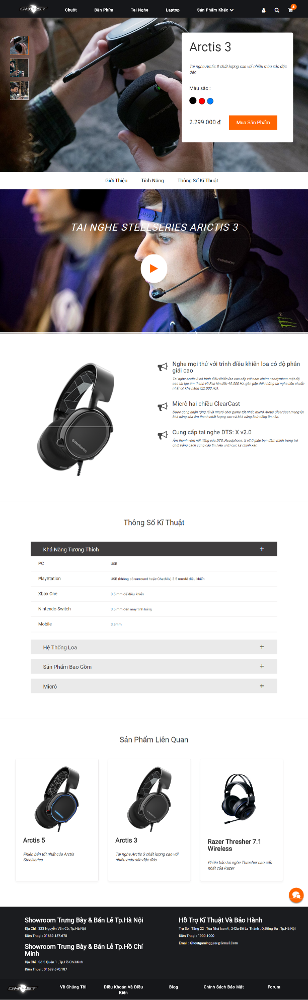 GHOST
Chuột
Bàn Phím
Tai Nghe
Laptop
Sản Phẩm Khác
4
Arctis 3
Tai nghe Arctis 3 chất lượng cao với nhiều màu sắc độc
đáo
Màu sắc :
2.299.000 ₫
Mua Sản Phẩm
steelseries
Giới Thiệu
Tính Năng
Thông Số Kĩ Thuật
TAI NGHE STEELSERIES ARICTIS 3
steelseries
Nghe mọi thứ với trình điều khiển loa có độ phân
giải cao
Tai nghe Arctis 3 có trình điều khiển loa cao cấp với nam châm neodymium mật độ
cao tái tạo âm thanh Hi-Res lên đến 40.000 Hz, gần gấp đôi những tai nghe tiêu chuẩn
nhất có khả năng (22.000 Hz).
Micrô hai chiều ClearCast
Được công nhận rộng rãi là micrô chơi game tốt nhất, micrô Arctis ClearCast mang lại
khả năng xóa âm thanh chất lượng cao và khả năng khử tiếng ồn nền.
Cung cấp tai nghe DTS: X v2.0
Âm thanh vòm nổi tiếng của DTS, Headphone: X v2.0 giúp bạn đắm mình trong trò
chơi bằng cách cung cấp tín hiệu vị trí cực kỳ chính xác
steelseries
Thông Số Kĩ Thuật
Khả Năng Tương Thích
+
PC
USB
PlayStation
USB (không có surround hoặc ChatMix) 3.5 mmđể điều khiển
Xbox One
3.5 mm để điều khiển
Nintendo Switch
3.5 mm đến máy tính bảng
Mobile
3.5mm
Hệ Thống Loa
+
Sản Phẩm Bao Gồm
+
Micrô
+
Sản Phẩm Liên Quan
Arctis 5
Phiên bản tốt nhất của Arctis
Steelseries
Arctis 3
Tai nghe Arctis 3 chất lượng cao với
nhiều màu sắc độc đáo
Razer Thresher 7.1
Wireless
Phiên bản tai nghe Thresher cao cấp
nhất của Razer
Showroom Trưng Bày & Bán Lẻ Tp.Hà Nội
Địa Chỉ : 323 Nguyễn Văn Cừ, Tp.Hà Nội
Điện Thoại : 01689.187.670
Showroom Trưng Bày & Bán Lẻ Tp.Hồ Chí
Minh
Địa Chỉ : Số 5 Quận 1 , Tp.Hồ Chí Minh
Điện Thoại : 01689.670.187
Hỗ Trợ Kĩ Thuật Và Bảo Hành
Trụ Sở : Tầng 22 , Tòa Nhà Icon4 , 242a Đê La Thành , Q.Đống Đa , Tp.Hà Nội
Điện Thoại : 1900.1000
Email : Ghostgaminggear@Gmail.Com
GHOST
Về Chúng Tôi
Điều Khoản Và Điều
Kiện
Blog
Chính Sách Bảo Mật
Forum